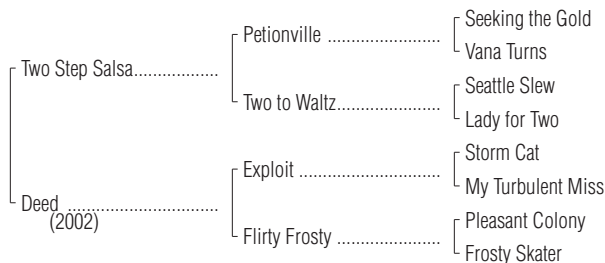 Seeking the Gold
Petionville ........................
Vana Turns
Two Step Salsa..................
Seattle Slew
Two to Waltz......................
Lady for Two
Storm Cat
Exploit ..............................
My Turbulent Miss
Deed ................................
(2002)
Pleasant Colony
Flirty Frosty ......................
Frosty Skater